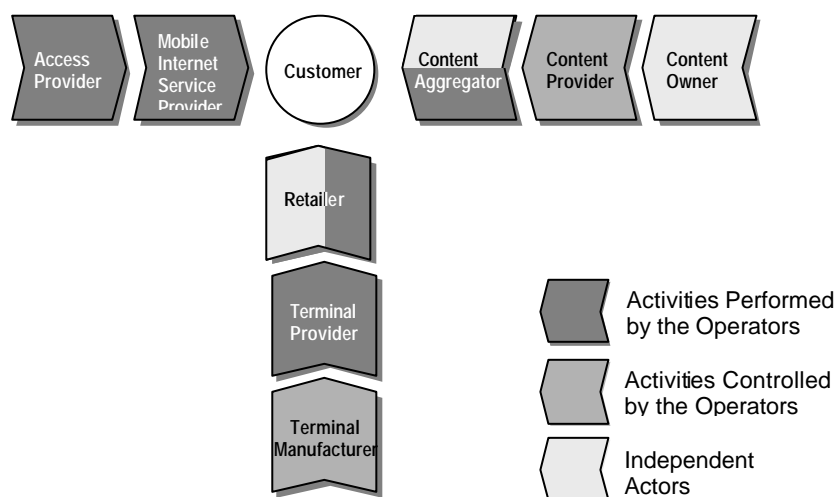 Access
Provider
Mobile
Internet
Service
Provider
Customer
Content
Aggregator
Content
Provider
Content
Owner
Retailer
Terminal
Provider
Terminal
Manufacturer
Activities Performed
by the Operators
Activities Controlled
by the Operators
Independent
Actors